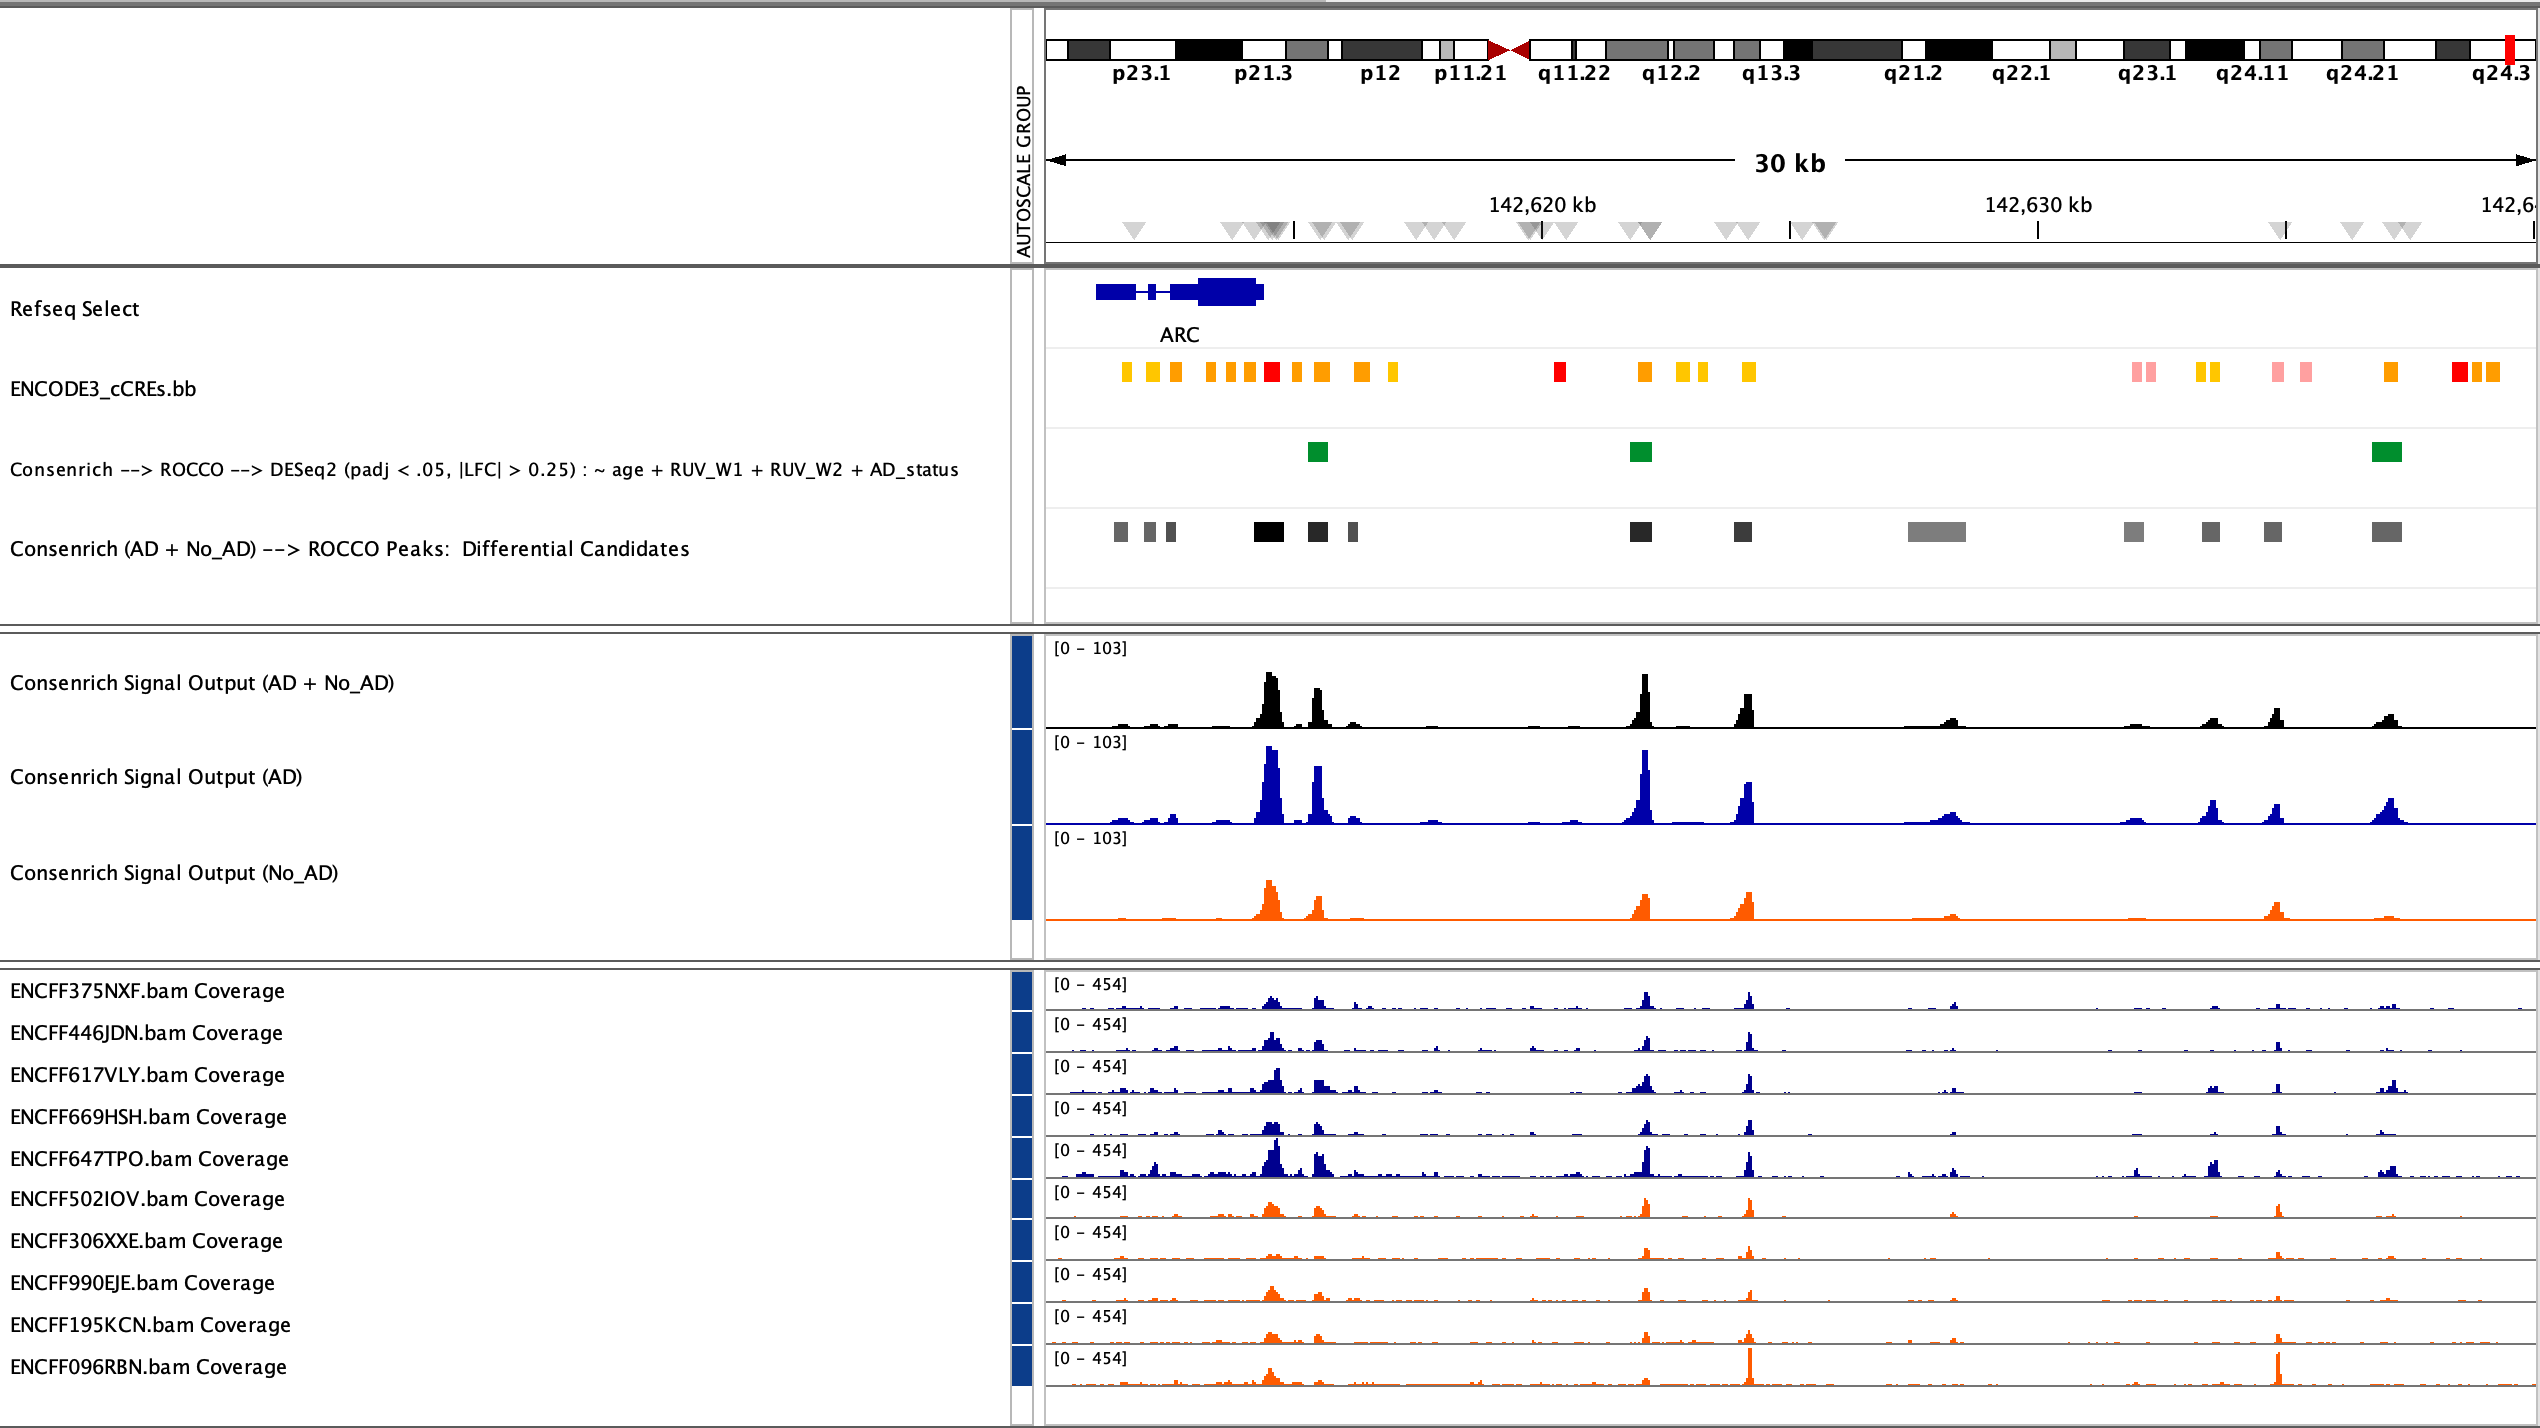 AUTOSCALE GROUP
p23.1 p21.3 p12 p11.21 q11.22 q12.2 q13.3 q21.2 q22.1 q23.1 q24.11 q24.21 q24.3
30 kb
142,620 kb 142,630 kb 142,6
Refseq Select
ARC
ENCODE3_cCREs.bb
Consenrich --> ROCCO --> DESeq2 (padj < .05, |LFC| > 0.25) : ~ age + RUV_W1 + RUV_W2 + AD_status
Consenrich (AD + No_AD) --> ROCCO Peaks: Differential Candidates
[0 - 103]
Consenrich Signal Output (AD + No_AD)
[0 - 103]
Consenrich Signal Output (AD)
[0 - 103]
Consenrich Signal Output (No_AD)
ENCFF375NXF.bam Coverage [0 - 454]
ENCFF446JDN.bam Coverage [0 - 454]
ENCFF617VLY.bam Coverage [0 - 454]
ENCFF669HSH.bam Coverage [0 - 454]
ENCFF647TPO.bam Coverage [0 - 454]
ENCFF502IOV.bam Coverage [0 - 454]
ENCFF306XXE.bam Coverage [0 - 454]
ENCFF990EJE.bam Coverage [0 - 454]
ENCFF195KCN.bam Coverage [0 - 454]
ENCFF096RBN.bam Coverage [0 - 454]